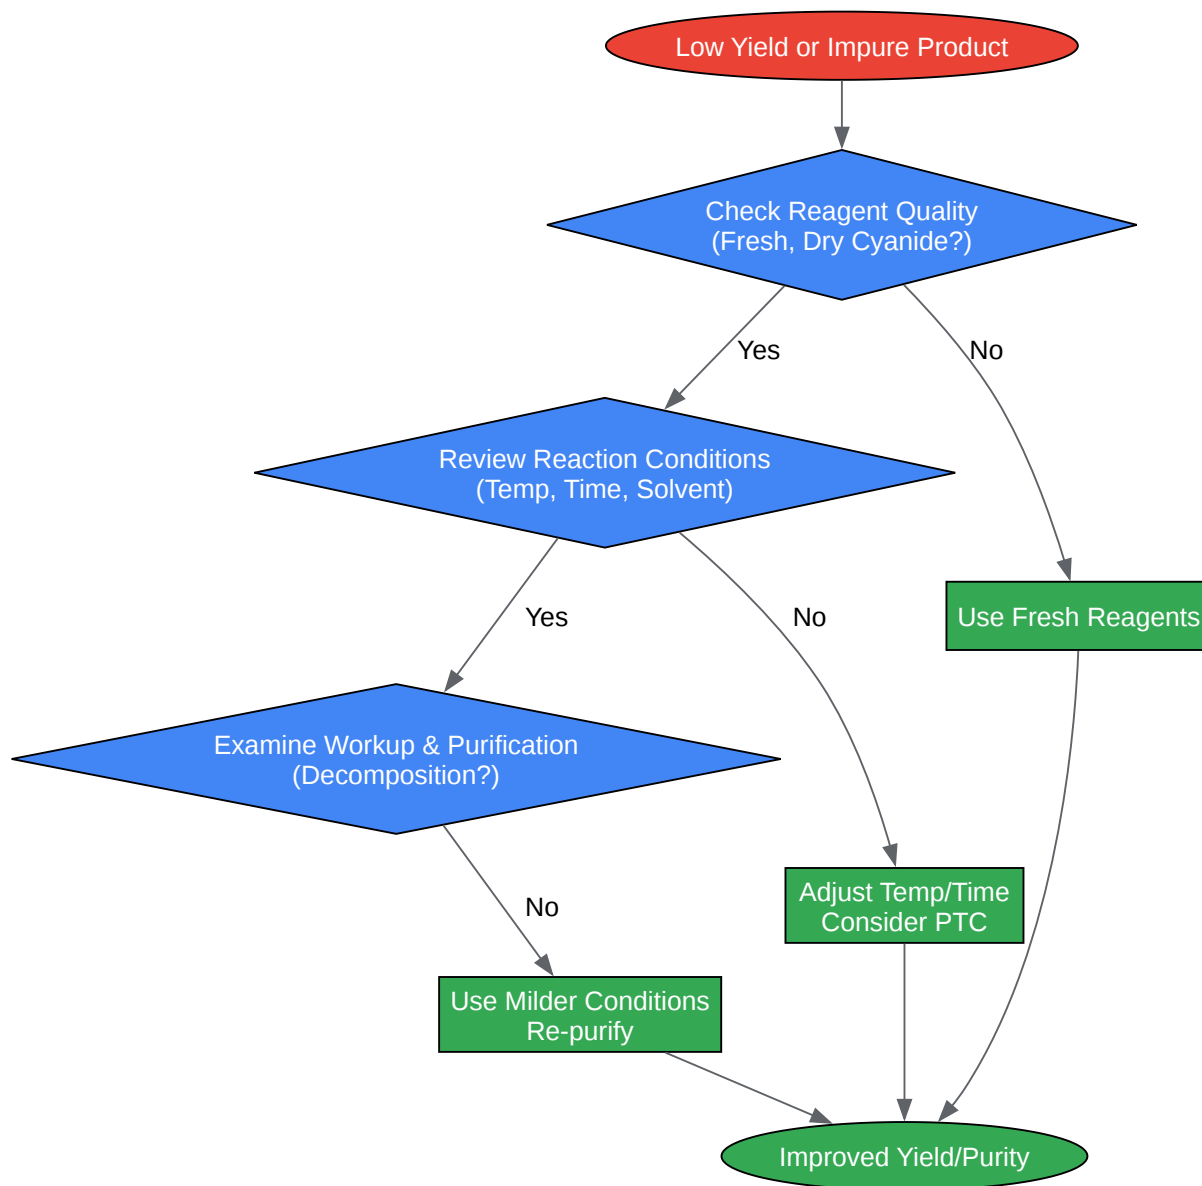 Low Yield or Impure Product
Check Reagent Quality
(Fresh, Dry Cyanide?)
Yes
No
Review Reaction Conditions
(Temp, Time, Solvent)
Yes
No
Use Fresh Reagents
Examine Workup & Purification
(Decomposition?)
No
Adjust Temp/Time
Consider PTC
Use Milder Conditions
Re-purify
Improved Yield/Purity